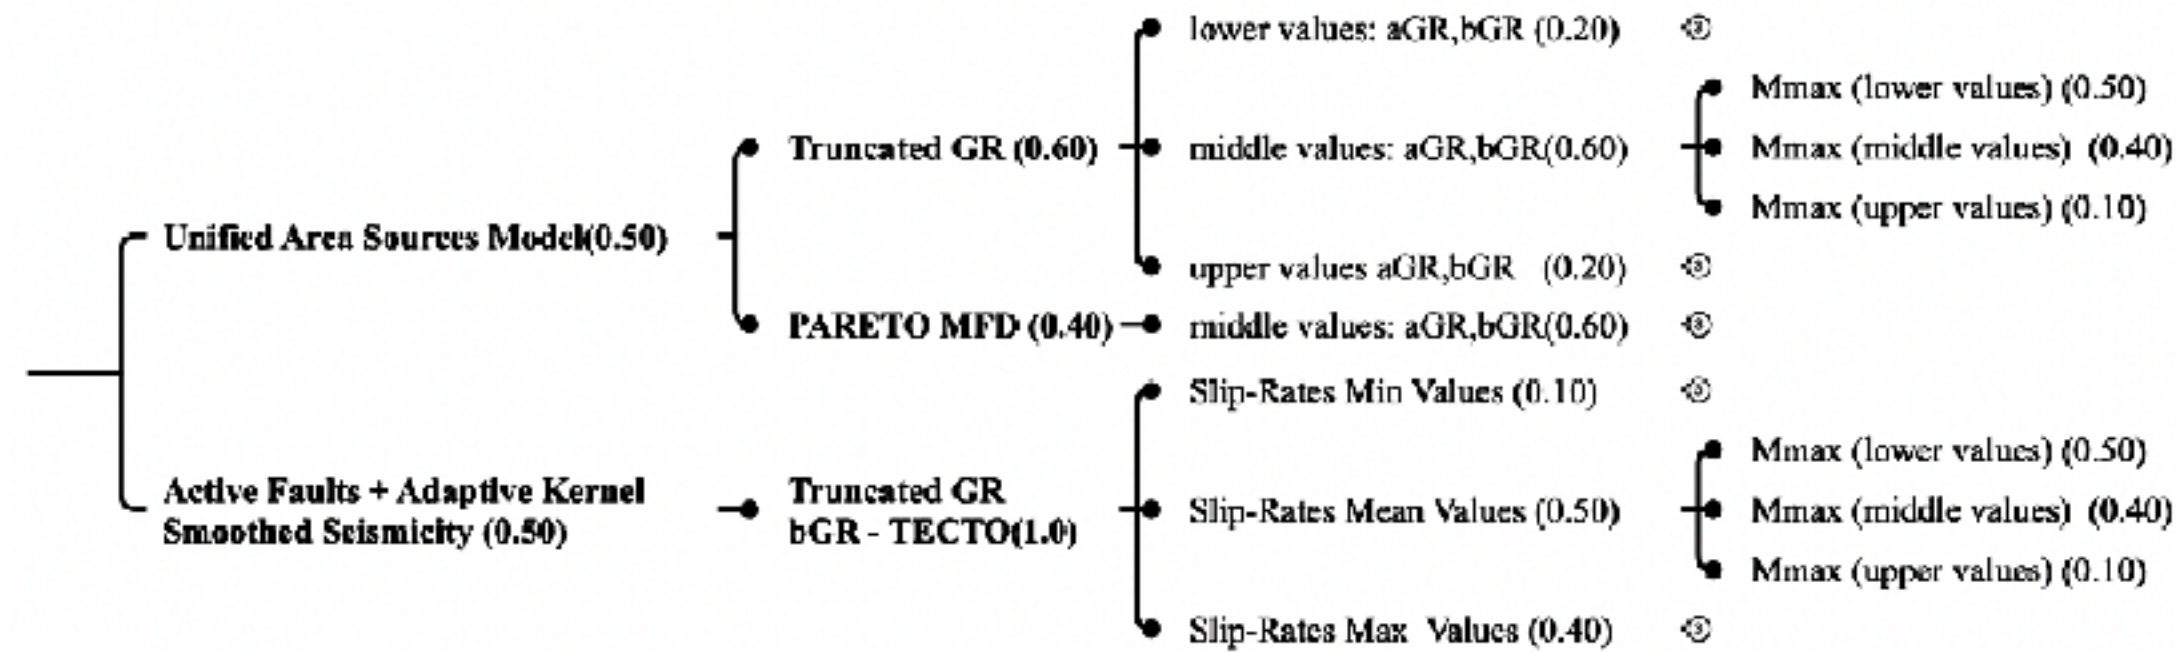 lower values: aGR,bGR (0.20)
Mmax (lower values) (0.50)
Truncated GR (0.60)
middle values: aGR,bGR(0.60)
Mmax (middle values) (0.40)
Mmax (upper values) (0.10)
Unified Area Sources Model(0.50)
upper values aGR,bGR (0.20)
PARETO MFD (0.40)
middle values: aGR,bGR(0.60)
Slip-Rates Min Values (0.10)
Mmax (lower values) (0.50)
Active Faults + Adaptive Kernel
Smoothed Seismicity (0.50)
Truncated GR
bGR - TECTO(1.0)
Slip-Rates Mean Values (0.50)
Mmax (middle values) (0.40)
Mmax (upper values) (0.10)
Slip-Rates Max Values (0.40)